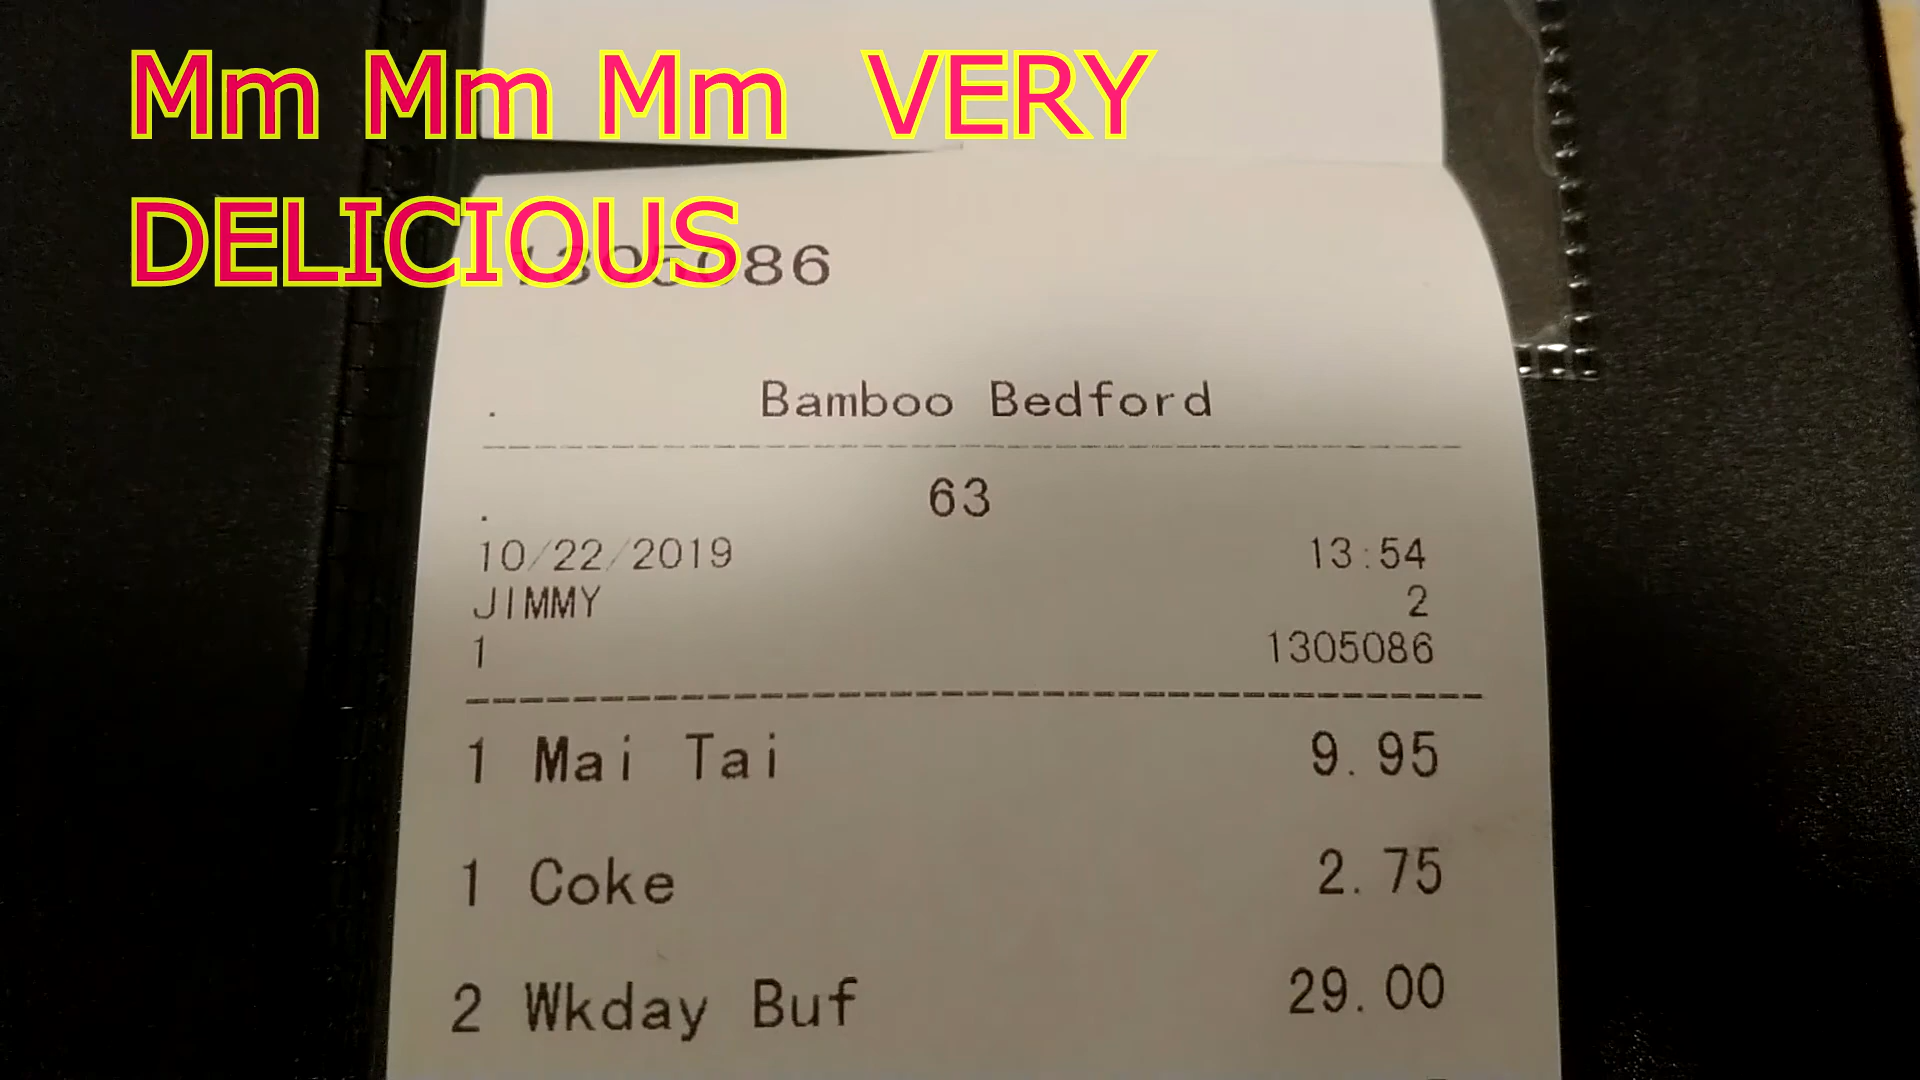 Mm Mm Mm VERY
DELICIOUS
1305086
. Bamboo Bedford
. 63
10/22/2019 13:54
JIMMY 2
1 1305086
1 Mai Tai 9.95
1 Coke 2.75
2 Wkday Buf 29.00